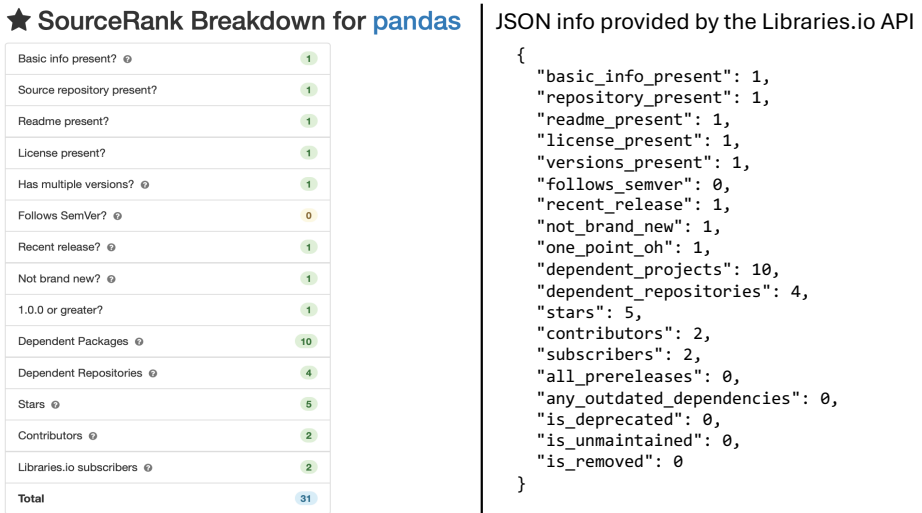 ★ SourceRank Breakdown for pandas
Basic info present? 1
Source repository present? 1
Readme present? 1
License present? 1
Has multiple versions? 1
Follows SemVer? 0
Recent release? 1
Not brand new? 1
1.0.0 or greater? 1
Dependent Packages 10
Dependent Repositories 4
Stars 5
Contributors 2
Libraries.io subscribers 2
Total 31
JSON info provided by the Libraries.io API
{
"basic_info_present": 1,
"repository_present": 1,
"readme_present": 1,
"license_present": 1,
"versions_present": 1,
"follows_semver": 0,
"recent_release": 1,
"not_brand_new": 1,
"one_point_oh": 1,
"dependent_projects": 10,
"dependent_repositories": 4,
"stars": 5,
"contributors": 2,
"subscribers": 2,
"all_prereleases": 0,
"any_outdated_dependencies": 0,
"is_deprecated": 0,
"is_unmaintained": 0,
"is_removed": 0
}